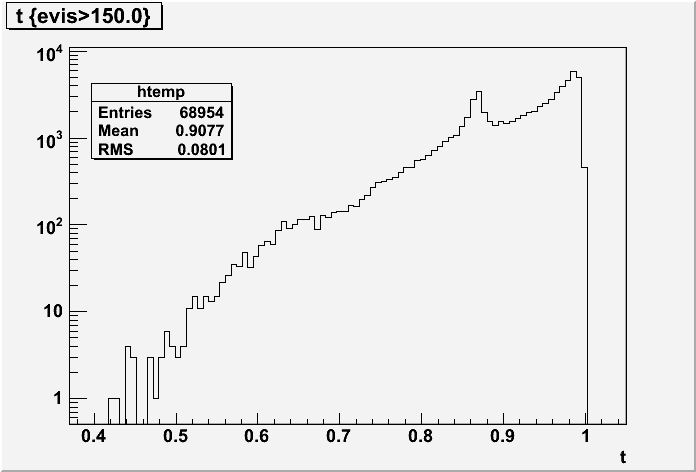 t {evis>150.0}
10^4
htemp
Entries 68954
Mean 0.9077
RMS 0.0801
10^3
10^2
10
1
0.4 0.5 0.6 0.7 0.8 0.9 1
t